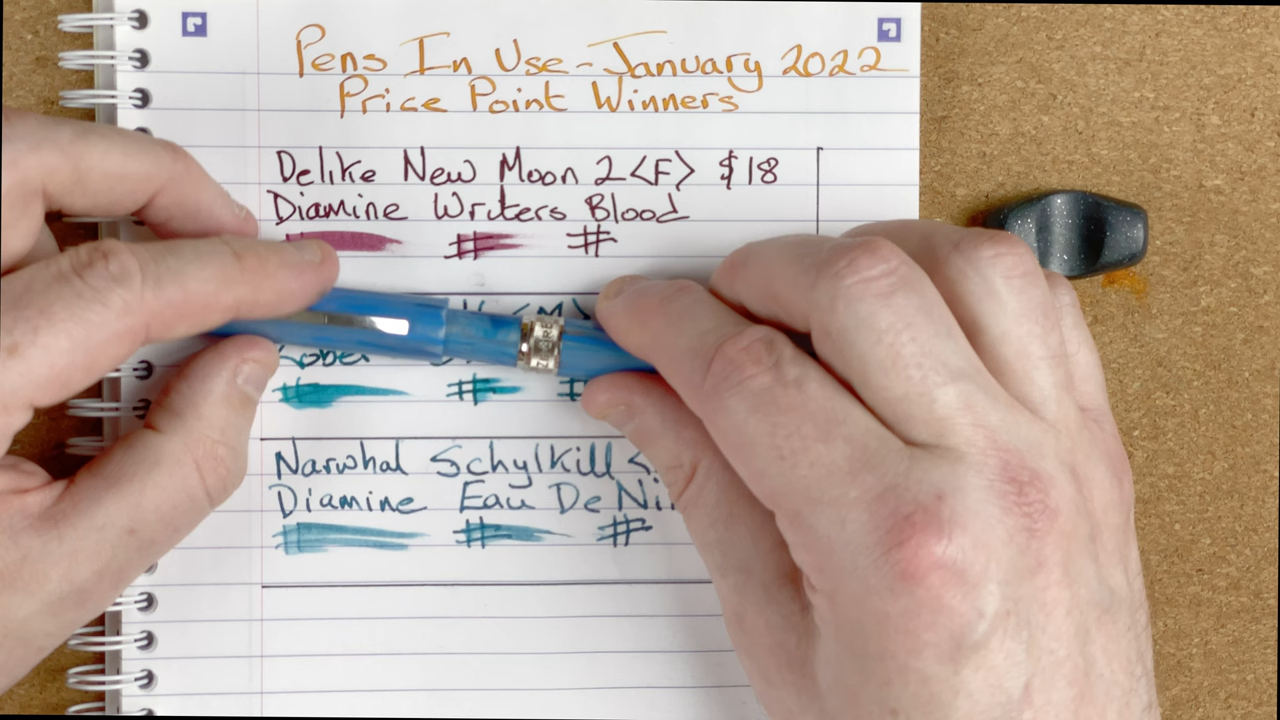 Pens In Use - January 2022
Price Point Winners
Delike New Moon 2 <F> $18
Diamine Writers Blood
#
#
<M>
#
#
Narwhal Schylkill <
Diamine Eau De Ni
#
#